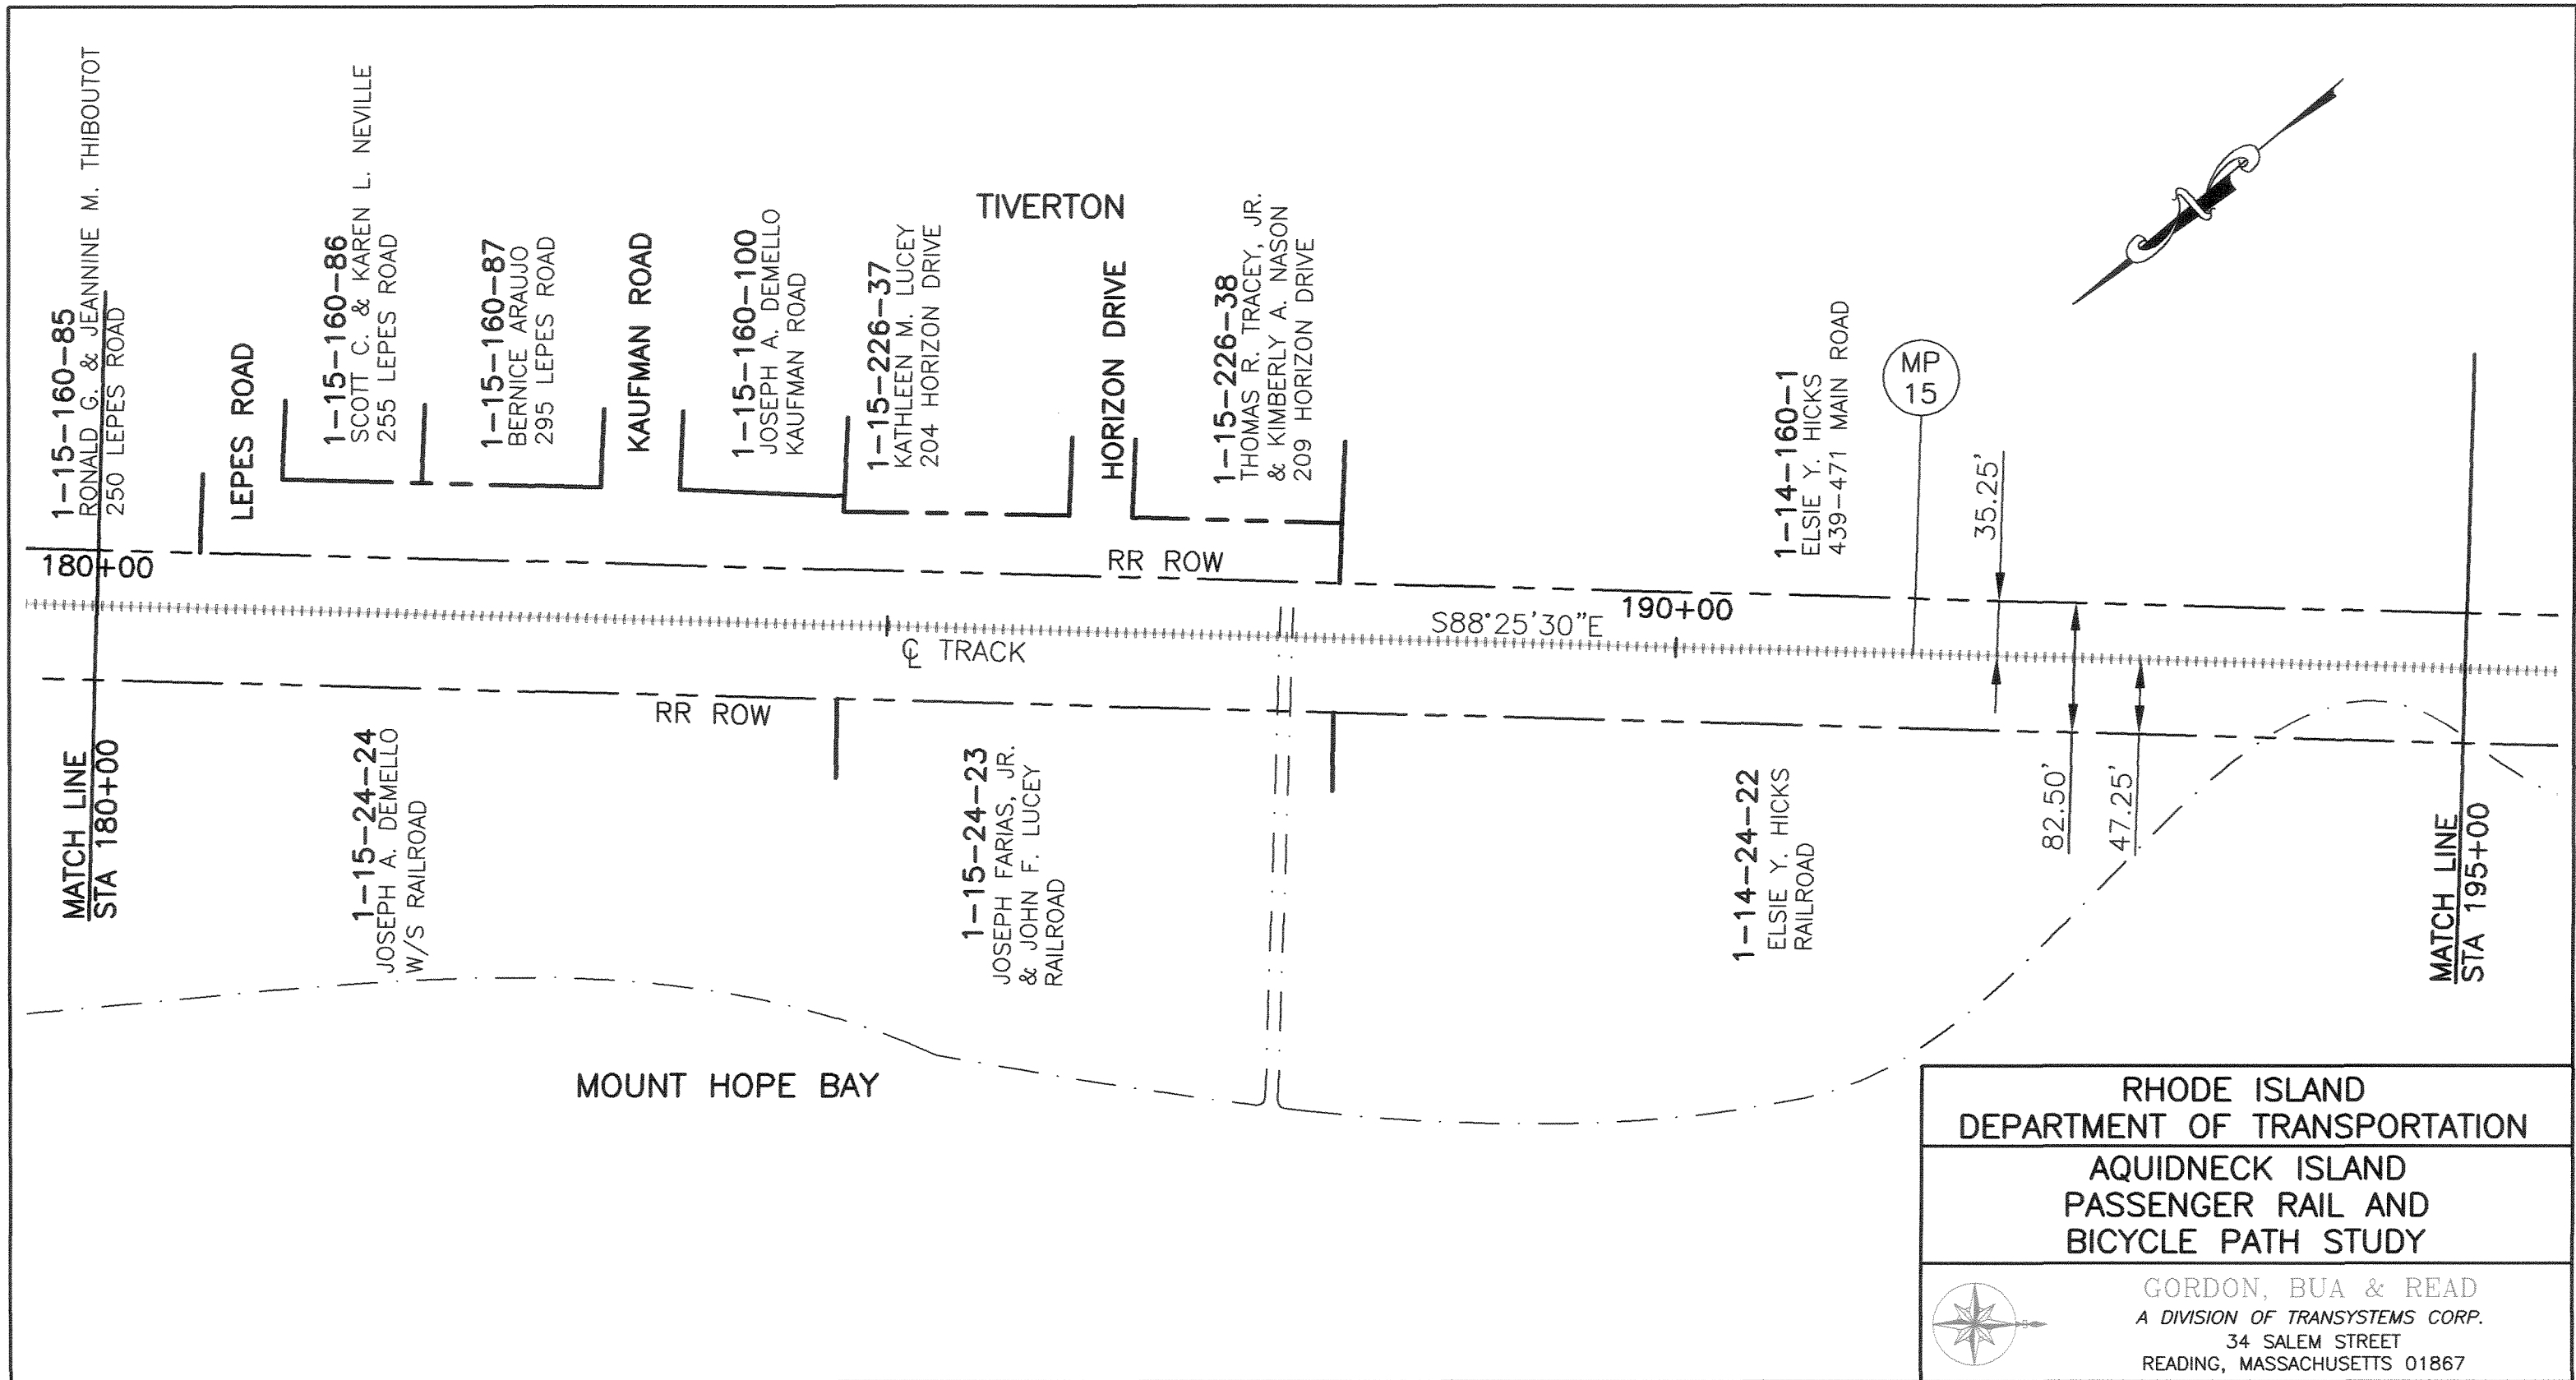 1-15-160-85
RONALD G. & JEANNINE M. THIBOUTOT
250 LEPES ROAD
LEPES ROAD
1-15-160-86
SCOTT C. & KAREN L. NEVILLE
255 LEPES ROAD
1-15-160-87
BERNICE ARAUJO
295 LEPES ROAD
KAUFMAN ROAD
1-15-160-100
JOSEPH A. DEMELLO
KAUFMAN ROAD
1-15-226-37
KATHLEEN M. LUCEY
204 HORIZON DRIVE
TIVERTON
HORIZON DRIVE
1-15-226-38
THOMAS R. TRACEY, JR.
& KIMBERLY A. NASON
209 HORIZON DRIVE
1-14-160-1
ELSIE Y. HICKS
439-471 MAIN ROAD
MP
15
35.25'
N
180+00
RR ROW
190+00
S88°25'30"E
℄ TRACK
RR ROW
MATCH LINE
STA 180+00
1-15-24-24
JOSEPH A. DEMELLO
W/S RAILROAD
1-15-24-23
JOSEPH FARIAS, JR.
& JOHN F. LUCEY
RAILROAD
1-14-24-22
ELSIE Y. HICKS
RAILROAD
82.50'
47.25'
MATCH LINE
STA 195+00
MOUNT HOPE BAY
RHODE ISLAND
DEPARTMENT OF TRANSPORTATION
AQUIDNECK ISLAND
PASSENGER RAIL AND
BICYCLE PATH STUDY
GORDON, BUA & READ
A DIVISION OF TRANSYSTEMS CORP.
34 SALEM STREET
READING, MASSACHUSETTS 01867